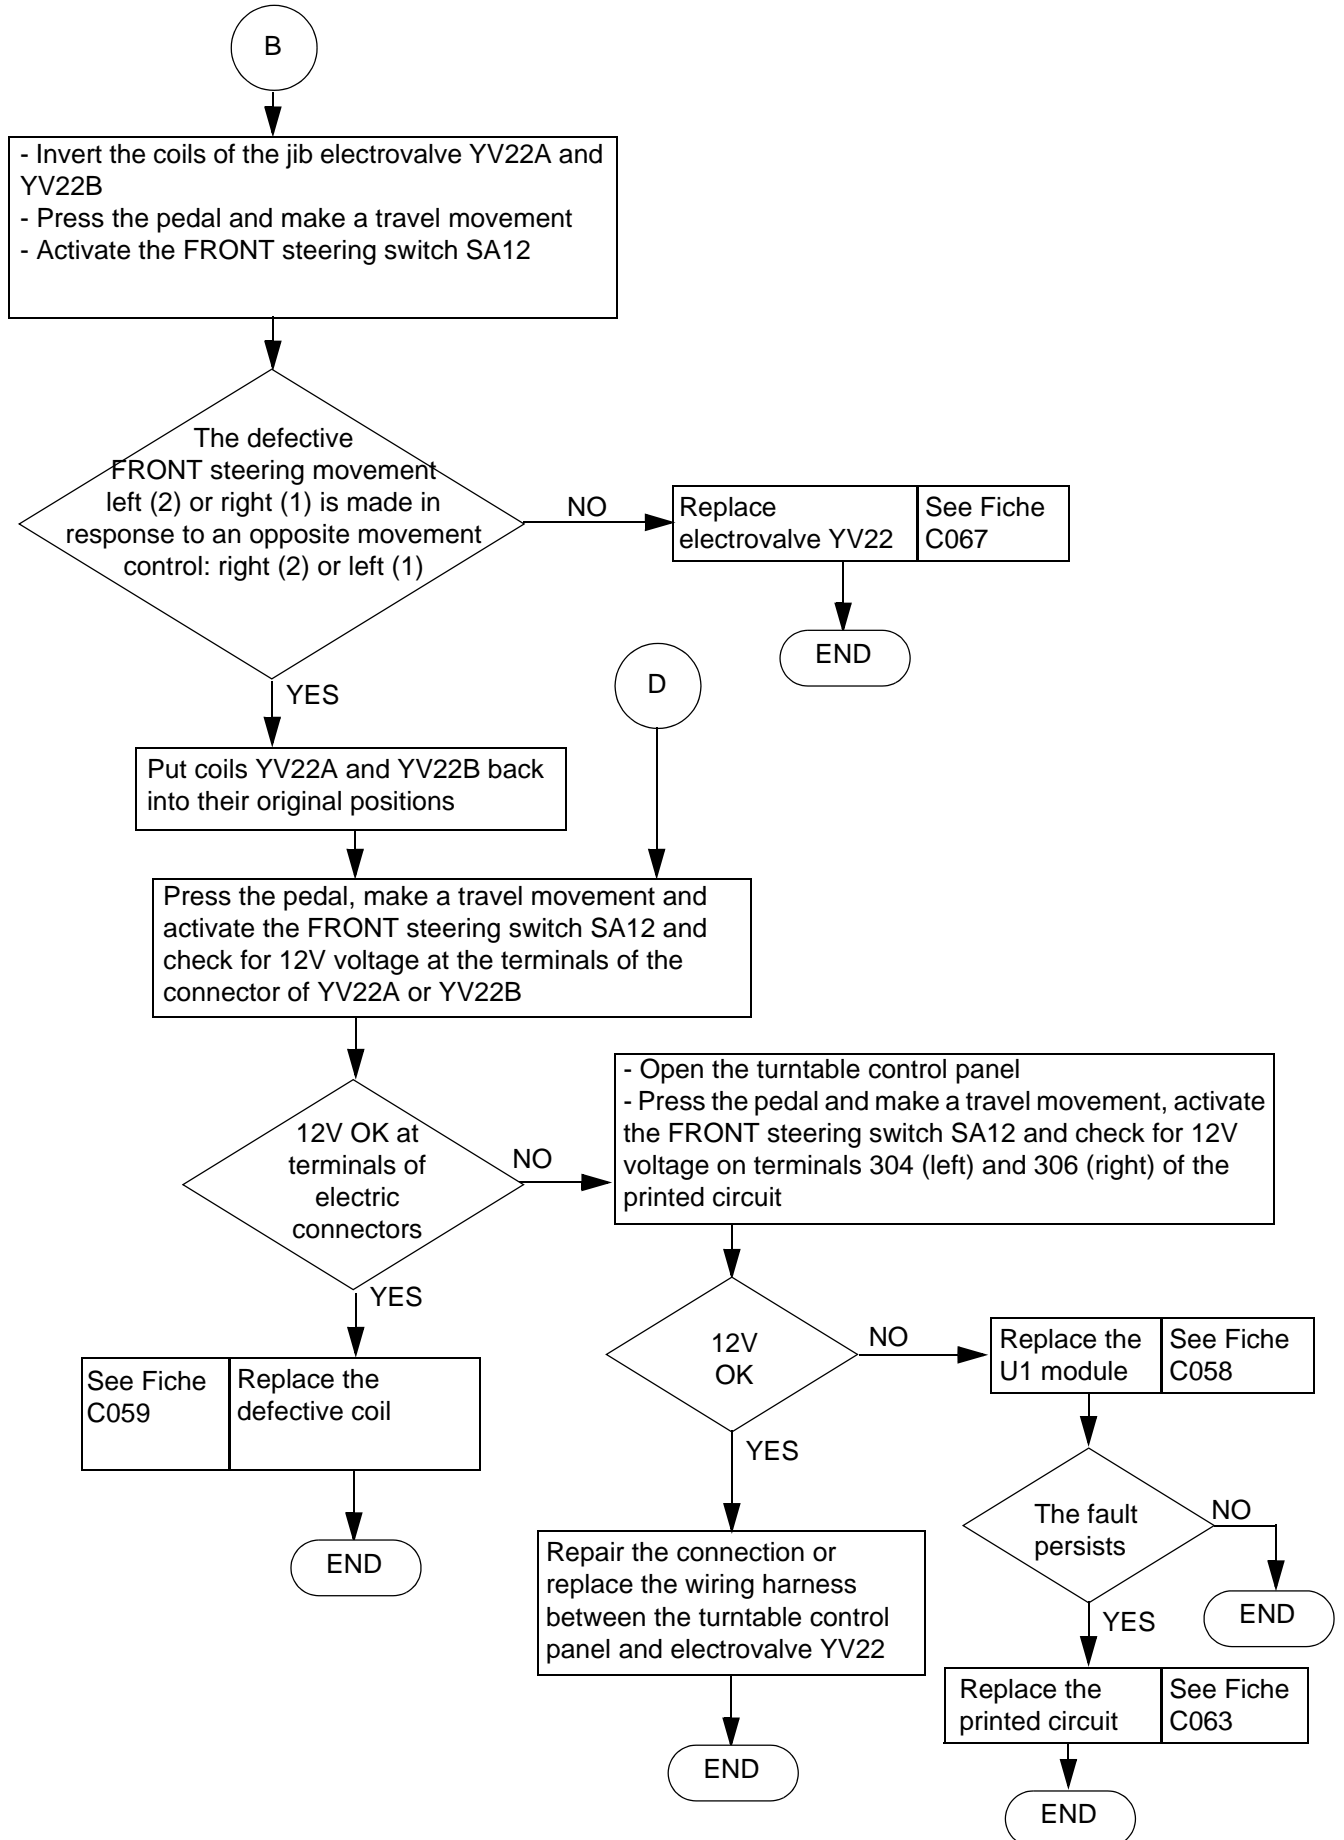 B
- Invert the coils of the jib electrovalve YV22A and
YV22B
- Press the pedal and make a travel movement
- Activate the FRONT steering switch SA12
The defective
FRONT steering movement
left (2) or right (1) is made in
response to an opposite movement
control: right (2) or left (1)
NO
Replace
electrovalve YV22
See Fiche
C067
END
YES
D
Put coils YV22A and YV22B back
into their original positions
Press the pedal, make a travel movement and
activate the FRONT steering switch SA12 and
check for 12V voltage at the terminals of the
connector of YV22A or YV22B
12V OK at
terminals of
electric
connectors
NO
- Open the turntable control panel
- Press the pedal and make a travel movement, activate
the FRONT steering switch SA12 and check for 12V
voltage on terminals 304 (left) and 306 (right) of the
printed circuit
YES
See Fiche
C059
Replace the
defective coil
END
12V
OK
NO
Replace the
U1 module
See Fiche
C058
YES
Repair the connection or
replace the wiring harness
between the turntable control
panel and electrovalve YV22
END
The fault
persists
NO
END
YES
Replace the
printed circuit
See Fiche
C063
END